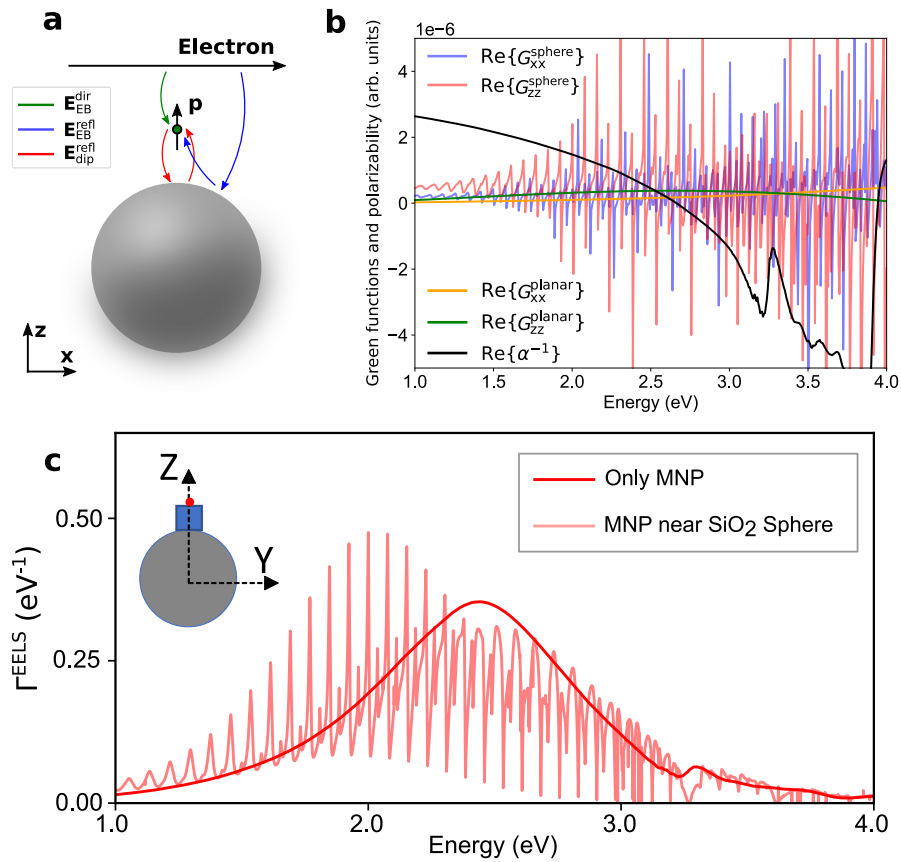 a
Electron
E_EB^dir
E_EB^refl
E_dip^refl
p
z
x
b
1e−6
Green functions and polarizability (arb. units)
4
2
0
−2
−4
Re{G_xx^sphere}
Re{G_zz^sphere}
Re{G_xx^planar}
Re{G_zz^planar}
Re{α⁻¹}
1.0 1.5 2.0 2.5 3.0 3.5 4.0
Energy (eV)
c
Z
Y
Only MNP
MNP near SiO₂ Sphere
Γ^EELS (eV⁻¹)
0.50
0.25
0.00
1.0 2.0 3.0 4.0
Energy (eV)